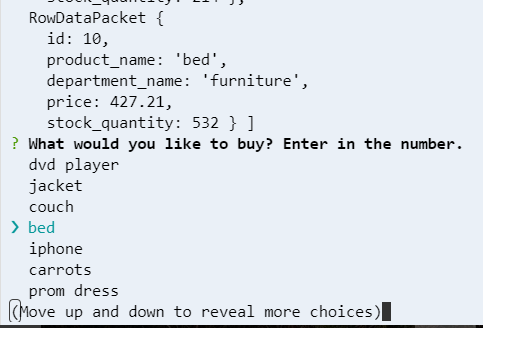 stock_quantity: 214 },
RowDataPacket {
id: 10,
product_name: 'bed',
department_name: 'furniture',
price: 427.21,
stock_quantity: 532 } ]
? What would you like to buy? Enter in the number.
dvd player
jacket
couch
❯ bed
iphone
carrots
prom dress
(Move up and down to reveal more choices)